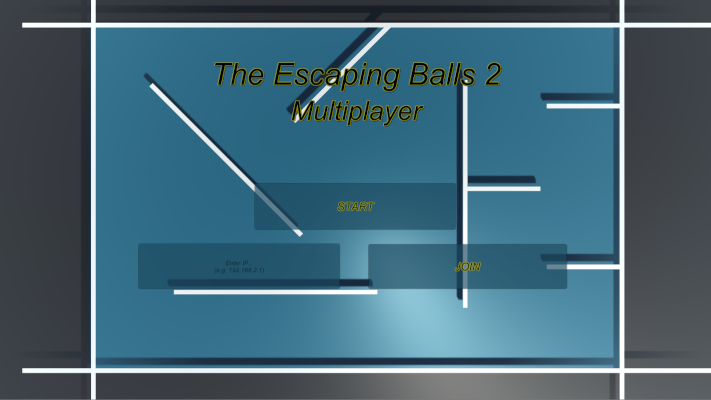 The Escaping Balls 2
Multiplayer
START
Enter IP...
(e.g. 192.168.2.1)
JOIN